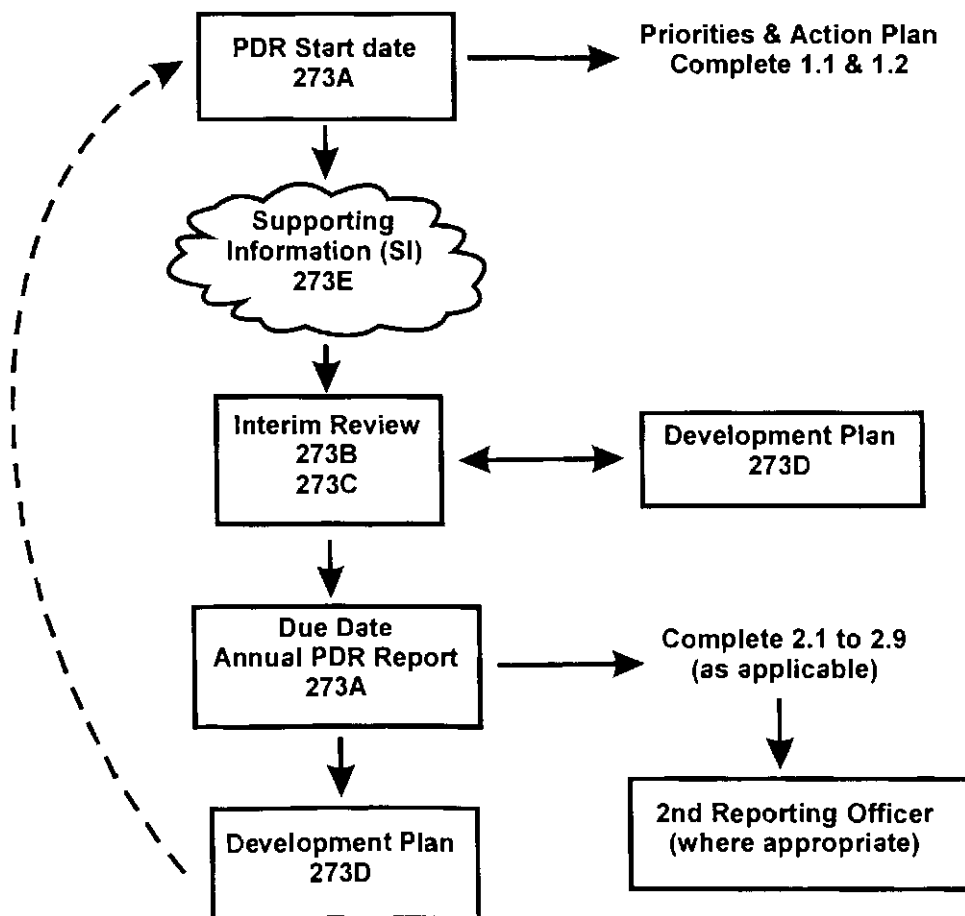 PDR Start date
273A
Priorities & Action Plan
Complete 1.1 & 1.2
Supporting
Information (SI)
273E
Interim Review
273B
273C
Development Plan
273D
Due Date
Annual PDR Report
273A
Complete 2.1 to 2.9
(as applicable)
2nd Reporting Officer
(where appropriate)
Development Plan
273D